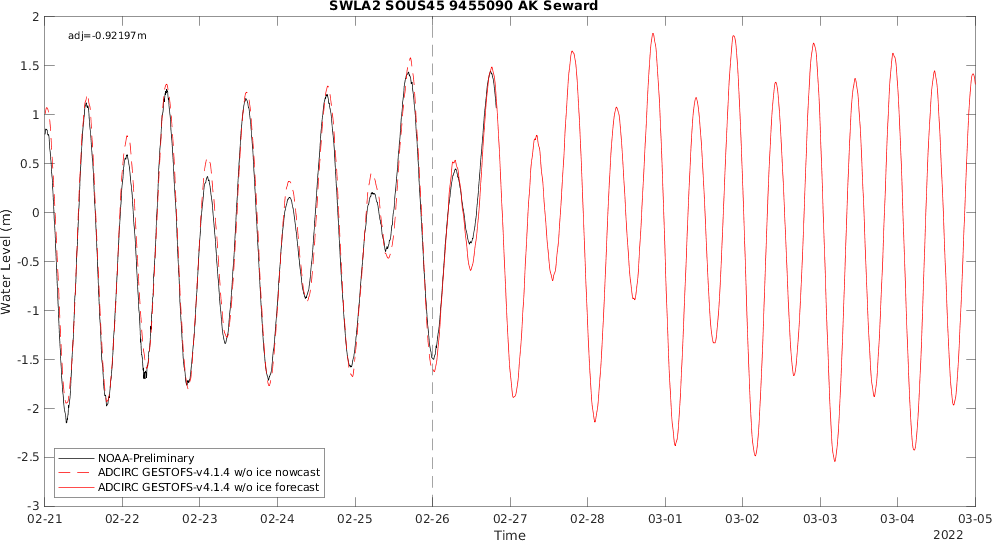 SWLA2 SOUS45 9455090 AK Seward
adj=-0.92197m
2
1.5
1
0.5
0
-0.5
-1
-1.5
-2
-2.5
-3
Water Level (m)
NOAA-Preliminary
ADCIRC GESTOFS-v4.1.4 w/o ice nowcast
ADCIRC GESTOFS-v4.1.4 w/o ice forecast
02-21 02-22 02-23 02-24 02-25 02-26 02-27 02-28 03-01 03-02 03-03 03-04 03-05
Time
2022